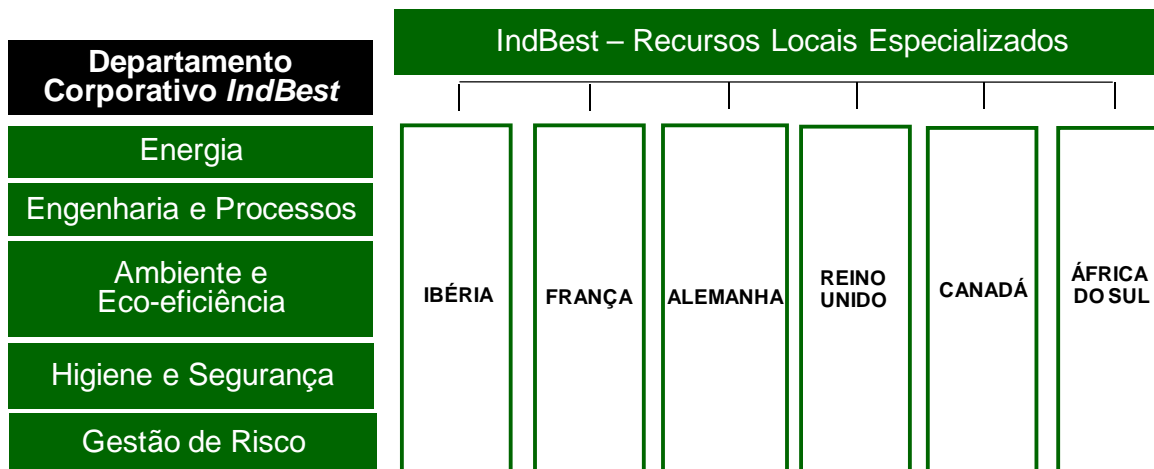 Departamento
Corporativo IndBest
Energia
Engenharia e Processos
Ambiente e
Eco-eficiência
Higiene e Segurança
Gestão de Risco
IndBest – Recursos Locais Especializados
IBÉRIA
FRANÇA
ALEMANHA
REINO
UNIDO
CANADÁ
ÁFRICA
DO SUL